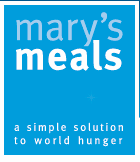 mary's
meals
a simple solution
to world hunger